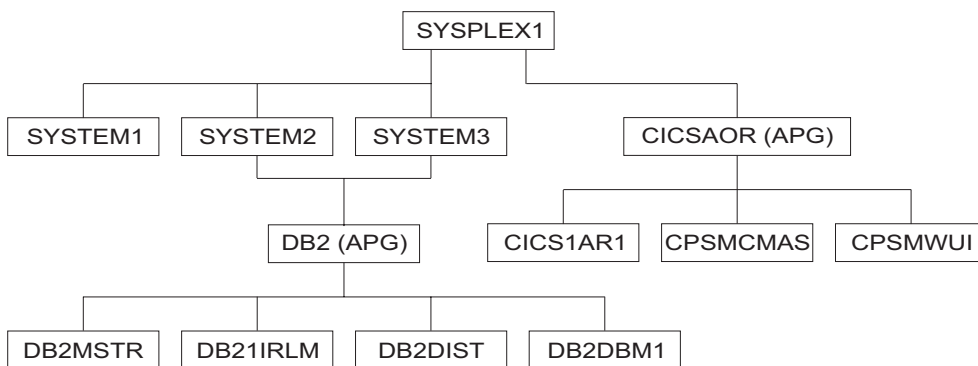 SYSPLEX1
SYSTEM1 SYSTEM2 SYSTEM3 CICSAOR (APG)
DB2 (APG) CICS1AR1 CPSMCMAS CPSMWUI
DB2MSTR DB21IRLM DB2DIST DB2DBM1